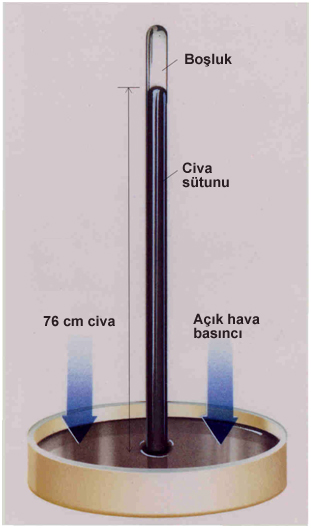 Boşluk
Civa
sütunu
76 cm civa
Açık hava
basıncı